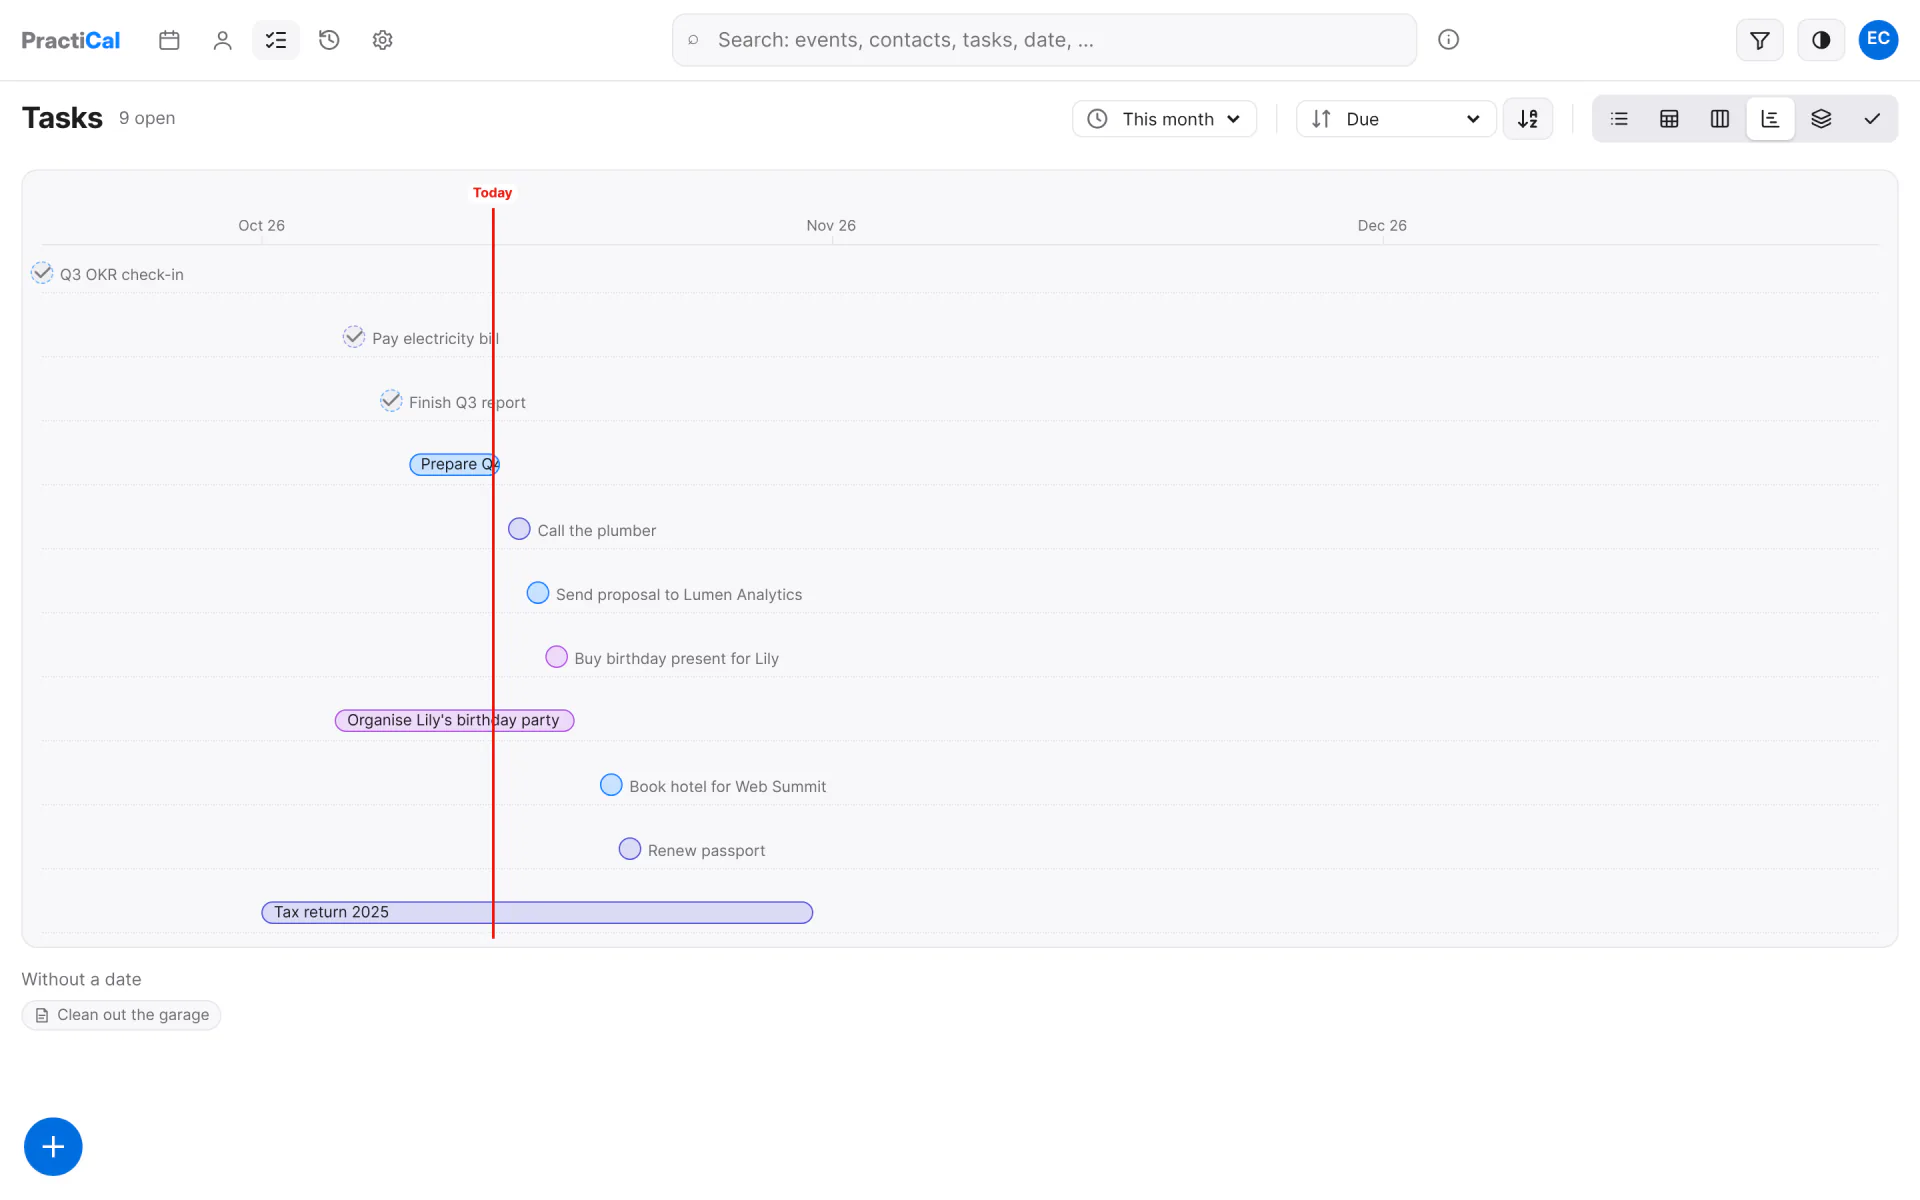 PractiCal
Search: events, contacts, tasks, date, ...
EC
Tasks 9 open
This month
Due
Today
Oct 26 Nov 26 Dec 26
Q3 OKR check-in
Pay electricity bill
Finish Q3 report
Prepare Q4
Call the plumber
Send proposal to Lumen Analytics
Buy birthday present for Lily
Organise Lily's birthday party
Book hotel for Web Summit
Renew passport
Tax return 2025
Without a date
Clean out the garage